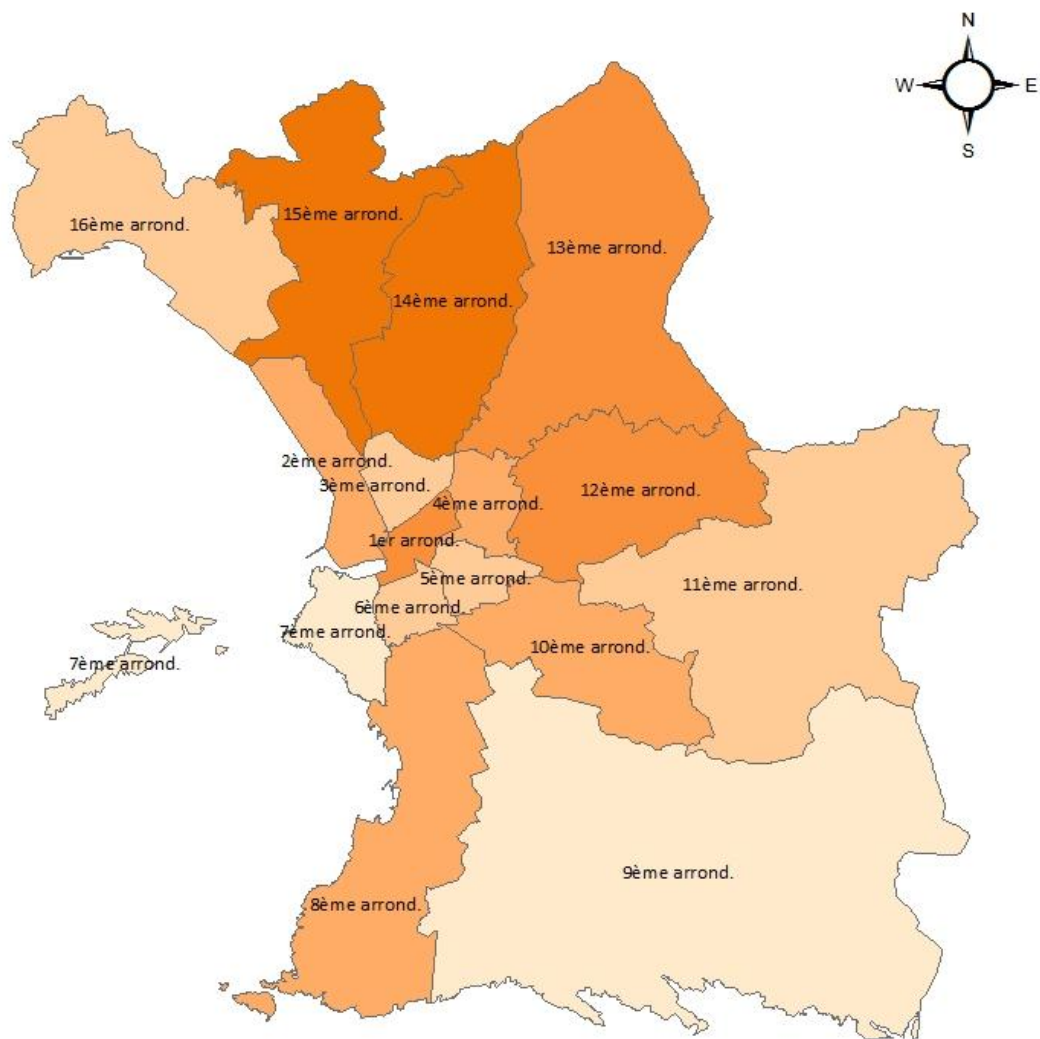 N
W
E
S
16ème arrond.
15ème arrond.
13ème arrond.
14ème arrond.
2ème arrond.
3ème arrond.
4ème arrond.
12ème arrond.
1er arrond.
5ème arrond.
11ème arrond.
6ème arrond.
7ème arrond.
10ème arrond.
7ème arrond.
9ème arrond.
8ème arrond.